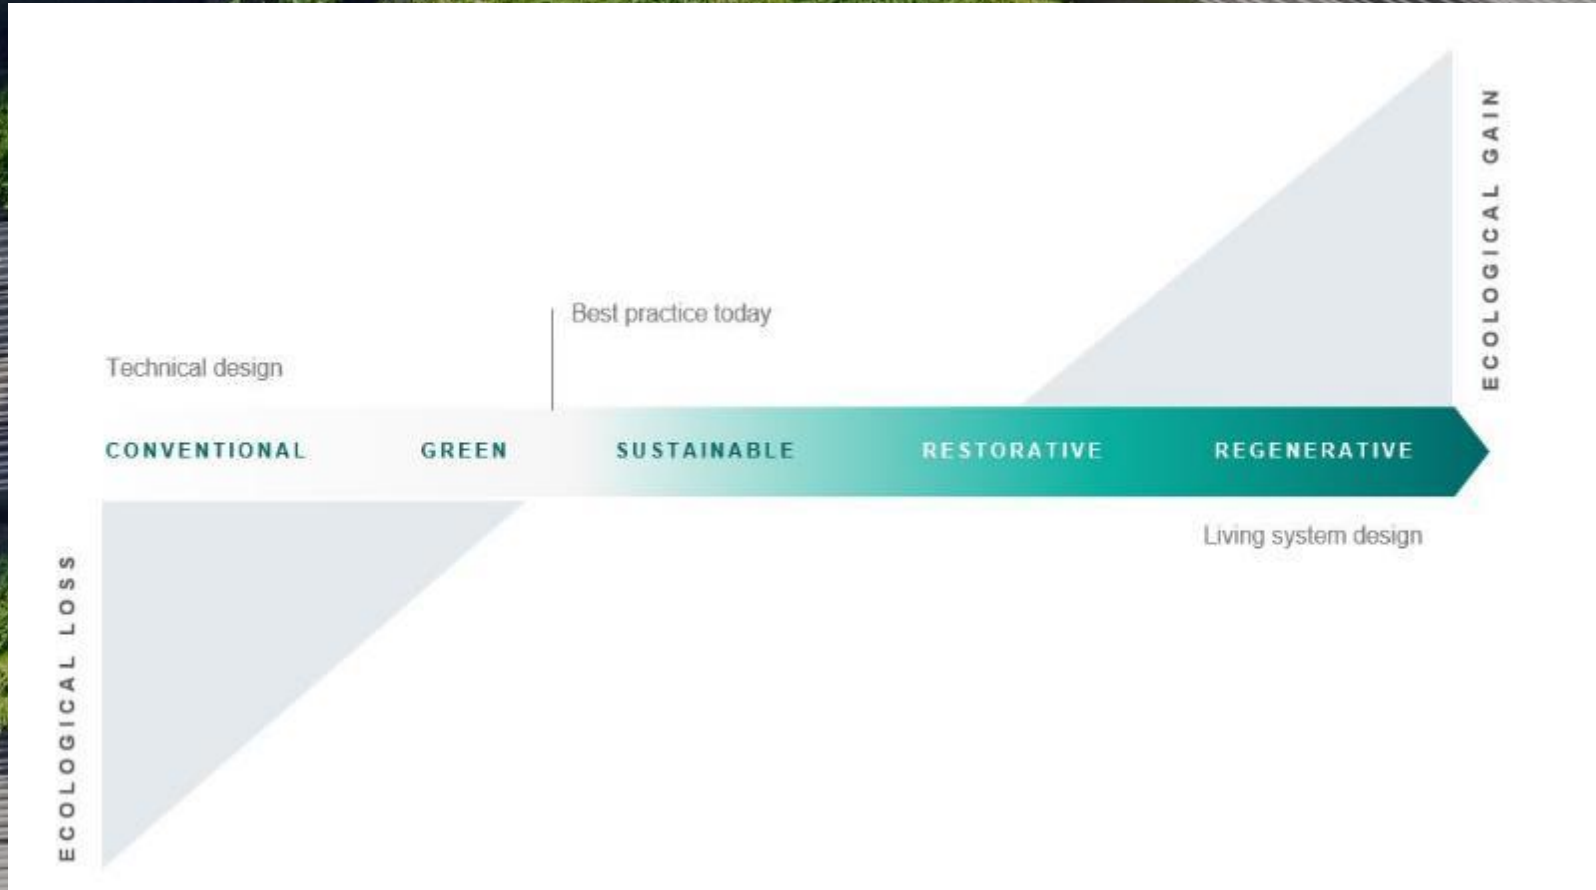 ECOLOGICAL GAIN
Best practice today
Technical design
CONVENTIONAL GREEN SUSTAINABLE RESTORATIVE REGENERATIVE
Living system design
ECOLOGICAL LOSS